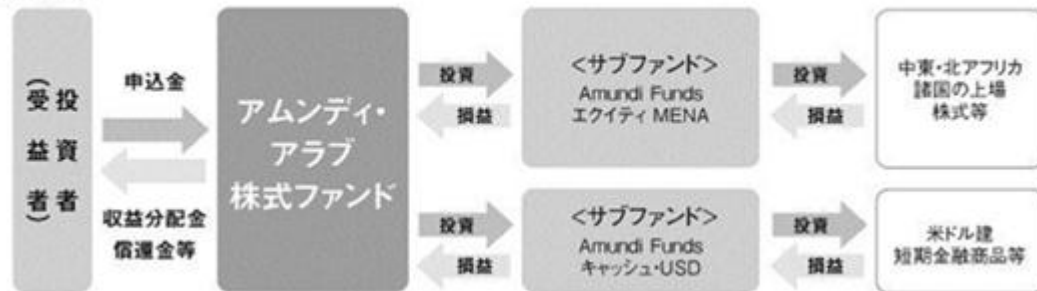 投資者
(受益者)
申込金
収益分配金
償還金等
アムンディ・
アラブ
株式ファンド
投資
損益
<サブファンド>
Amundi Funds
エクイティ MENA
投資
損益
中東・北アフリカ
諸国の上場
株式等
投資
損益
<サブファンド>
Amundi Funds
キャッシュ・USD
投資
損益
米ドル建
短期金融商品等